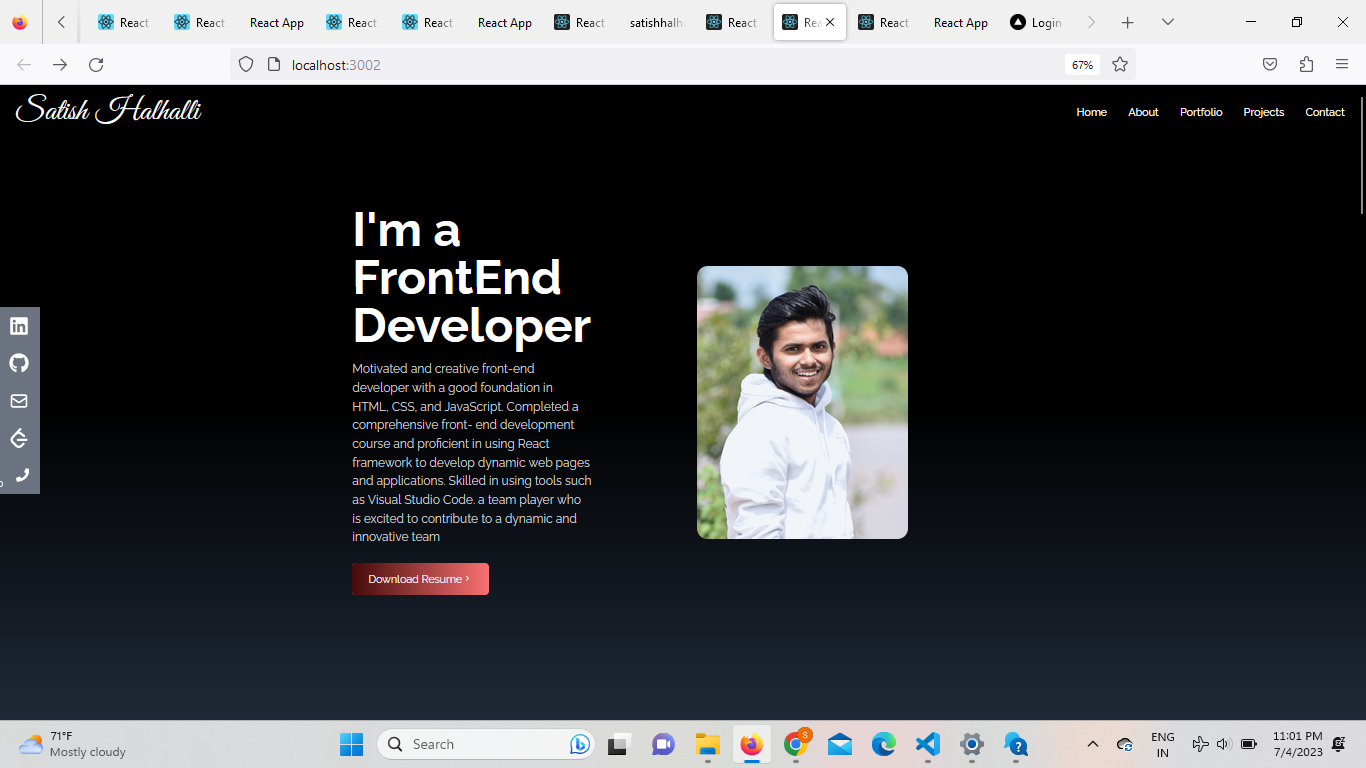 React
React
React App
React
React
React App
React
satishhalh
React
Rea
React
React App
Login
localhost:3002
67%
Satish Halhalli
Home
About
Portfolio
Projects
Contact
I'm a
FrontEnd
Developer
Motivated and creative front-end
developer with a good foundation in
HTML, CSS, and JavaScript. Completed a
comprehensive front- end development
course and proficient in using React
framework to develop dynamic web pages
and applications. Skilled in using tools such
as Visual Studio Code. a team player who
is excited to contribute to a dynamic and
innovative team
Download Resume
71°F
Mostly cloudy
Search
S
ENG
IN
11:01 PM
7/4/2023